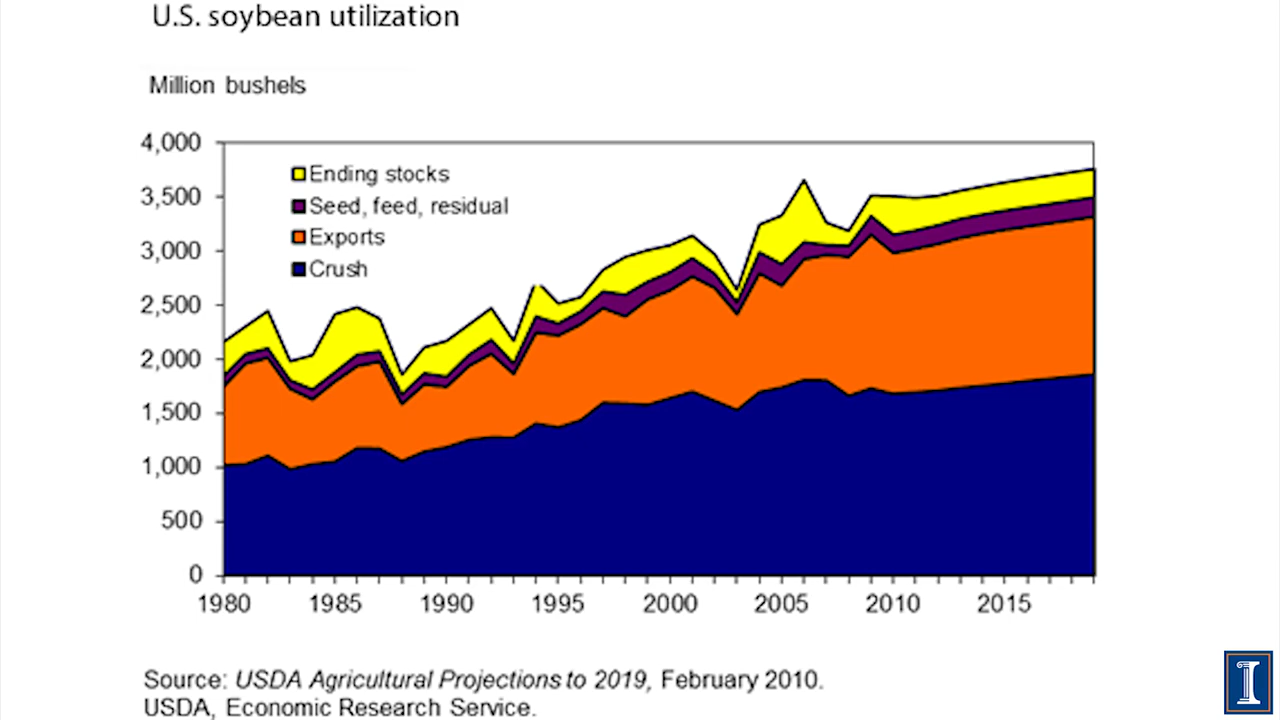 U.S. soybean utilization
Million bushels
4,000
3,500
3,000
2,500
2,000
1,500
1,000
500
0
Ending stocks
Seed, feed, residual
Exports
Crush
1980 1985 1990 1995 2000 2005 2010 2015
Source: USDA Agricultural Projections to 2019, February 2010.
USDA, Economic Research Service.
I